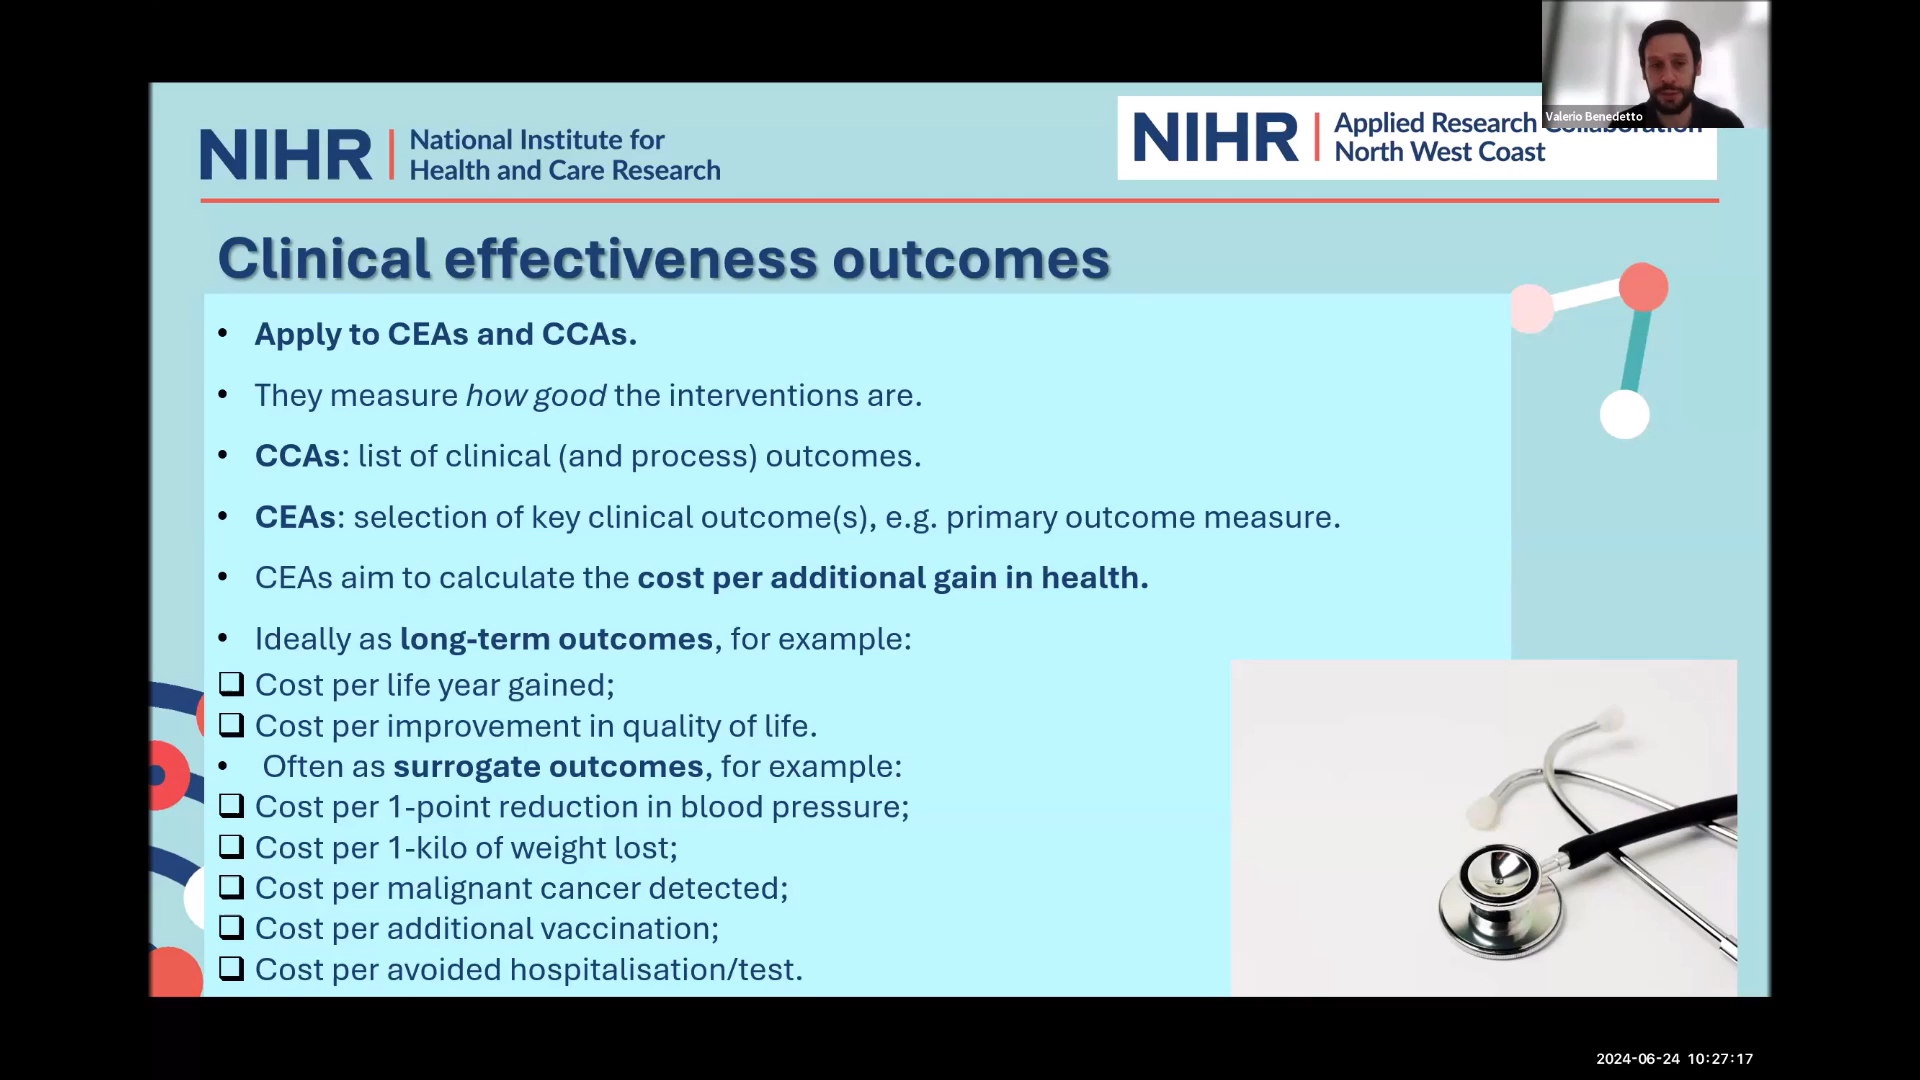 NIHR | National Institute for
Health and Care Research
NIHR | Applied Research Collaboration
North West Coast
Valerio Benedetto
Clinical effectiveness outcomes
• Apply to CEAs and CCAs.
• They measure how good the interventions are.
• CCAs: list of clinical (and process) outcomes.
• CEAs: selection of key clinical outcome(s), e.g. primary outcome measure.
• CEAs aim to calculate the cost per additional gain in health.
• Ideally as long-term outcomes, for example:
❑ Cost per life year gained;
❑ Cost per improvement in quality of life.
• Often as surrogate outcomes, for example:
❑ Cost per 1-point reduction in blood pressure;
❑ Cost per 1-kilo of weight lost;
❑ Cost per malignant cancer detected;
❑ Cost per additional vaccination;
❑ Cost per avoided hospitalisation/test.
2024-06-24 10:27:17